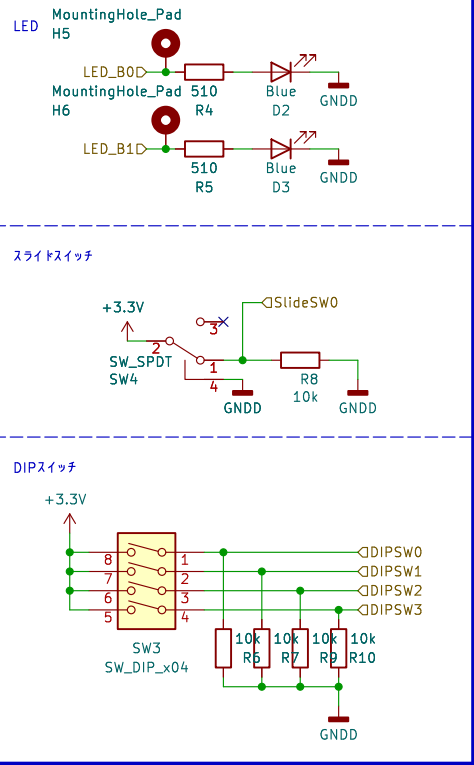 LED
MountingHole_Pad
H5
LED_B0
510
R4
Blue
D2
GNDD
MountingHole_Pad
H6
LED_B1
510
R5
Blue
D3
GNDD
スライドスイッチ
+3.3V
3
SlideSW0
2
SW_SPDT
SW4
1
4
GNDD
R8
10k
GNDD
DIPスイッチ
+3.3V
8
1
DIPSW0
7
2
DIPSW1
6
3
DIPSW2
5
4
DIPSW3
SW3
SW_DIP_x04
10k
R6
10k
R7
10k
R9
10k
R10
GNDD